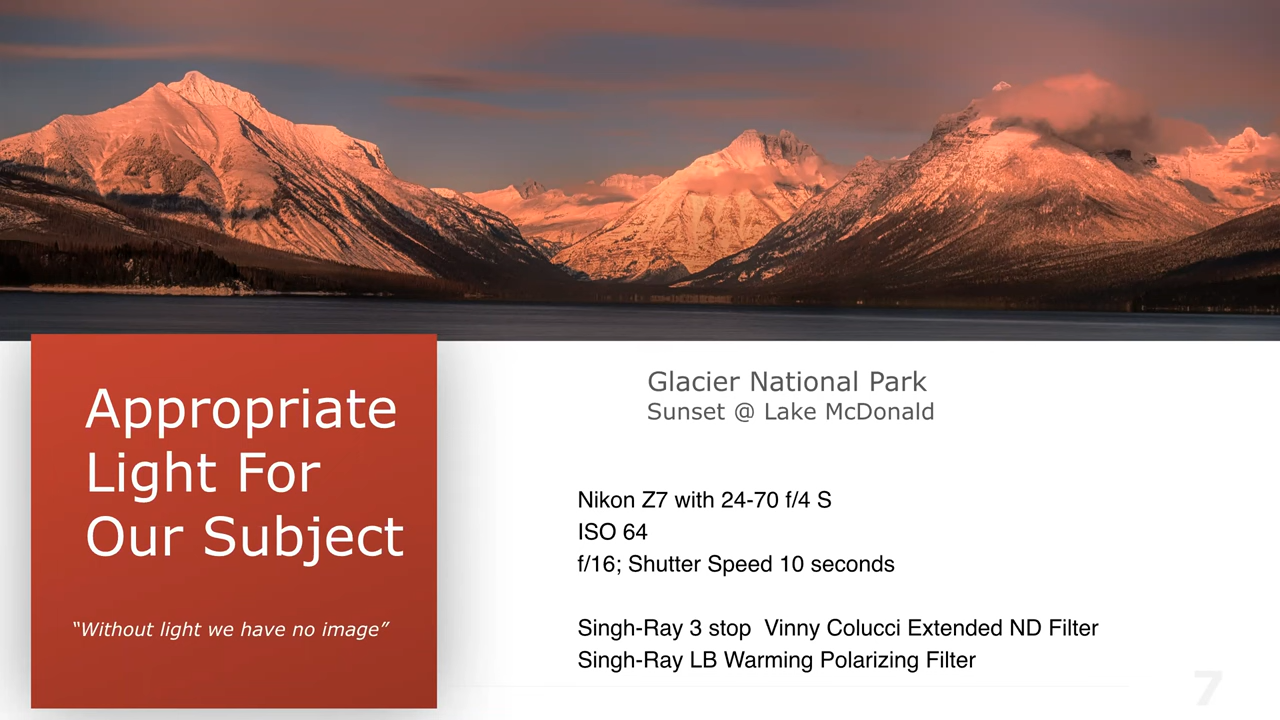 Appropriate
Light For
Our Subject
“Without light we have no image”
Glacier National Park
Sunset @ Lake McDonald
Nikon Z7 with 24-70 f/4 S
ISO 64
f/16; Shutter Speed 10 seconds
Singh-Ray 3 stop  Vinny Colucci Extended ND Filter
Singh-Ray LB Warming Polarizing Filter
7